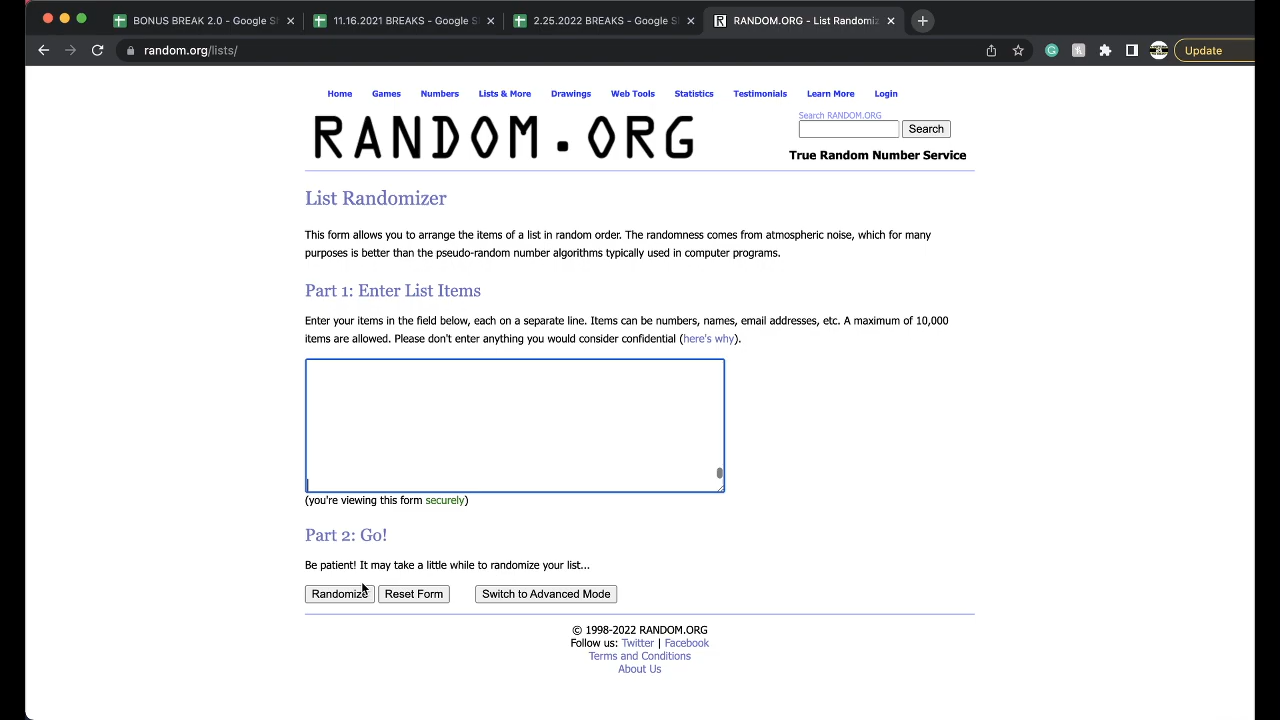 BONUS BREAK 2.0 - Google S
11.16.2021 BREAKS - Google S
2.25.2022 BREAKS - Google S
RANDOM.ORG - List Randomiz
random.org/lists/
Update
Home Games Numbers Lists & More Drawings Web Tools Statistics Testimonials Learn More Login
RANDOM.ORG
Search RANDOM.ORG
Search
True Random Number Service
List Randomizer
This form allows you to arrange the items of a list in random order. The randomness comes from atmospheric noise, which for many
purposes is better than the pseudo-random number algorithms typically used in computer programs.
Part 1: Enter List Items
Enter your items in the field below, each on a separate line. Items can be numbers, names, email addresses, etc. A maximum of 10,000
items are allowed. Please don't enter anything you would consider confidential (here's why).
(you're viewing this form securely)
Part 2: Go!
Be patient! It may take a little while to randomize your list...
Randomize Reset Form Switch to Advanced Mode
© 1998-2022 RANDOM.ORG
Follow us: Twitter | Facebook
Terms and Conditions
About Us